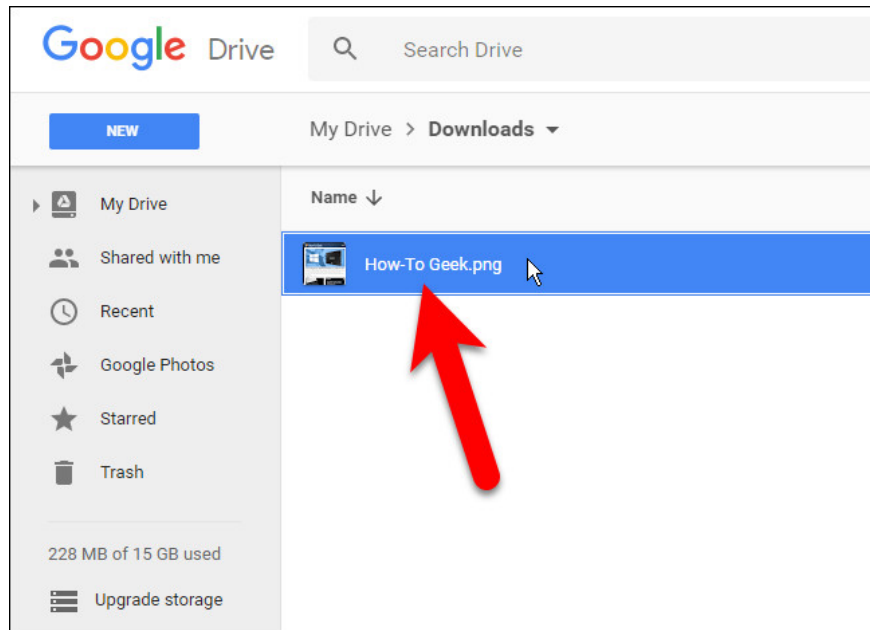 Google Drive
Search Drive
NEW
My Drive > Downloads
My Drive
Shared with me
Recent
Google Photos
Starred
Trash
228 MB of 15 GB used
Upgrade storage
Name
How-To Geek.png